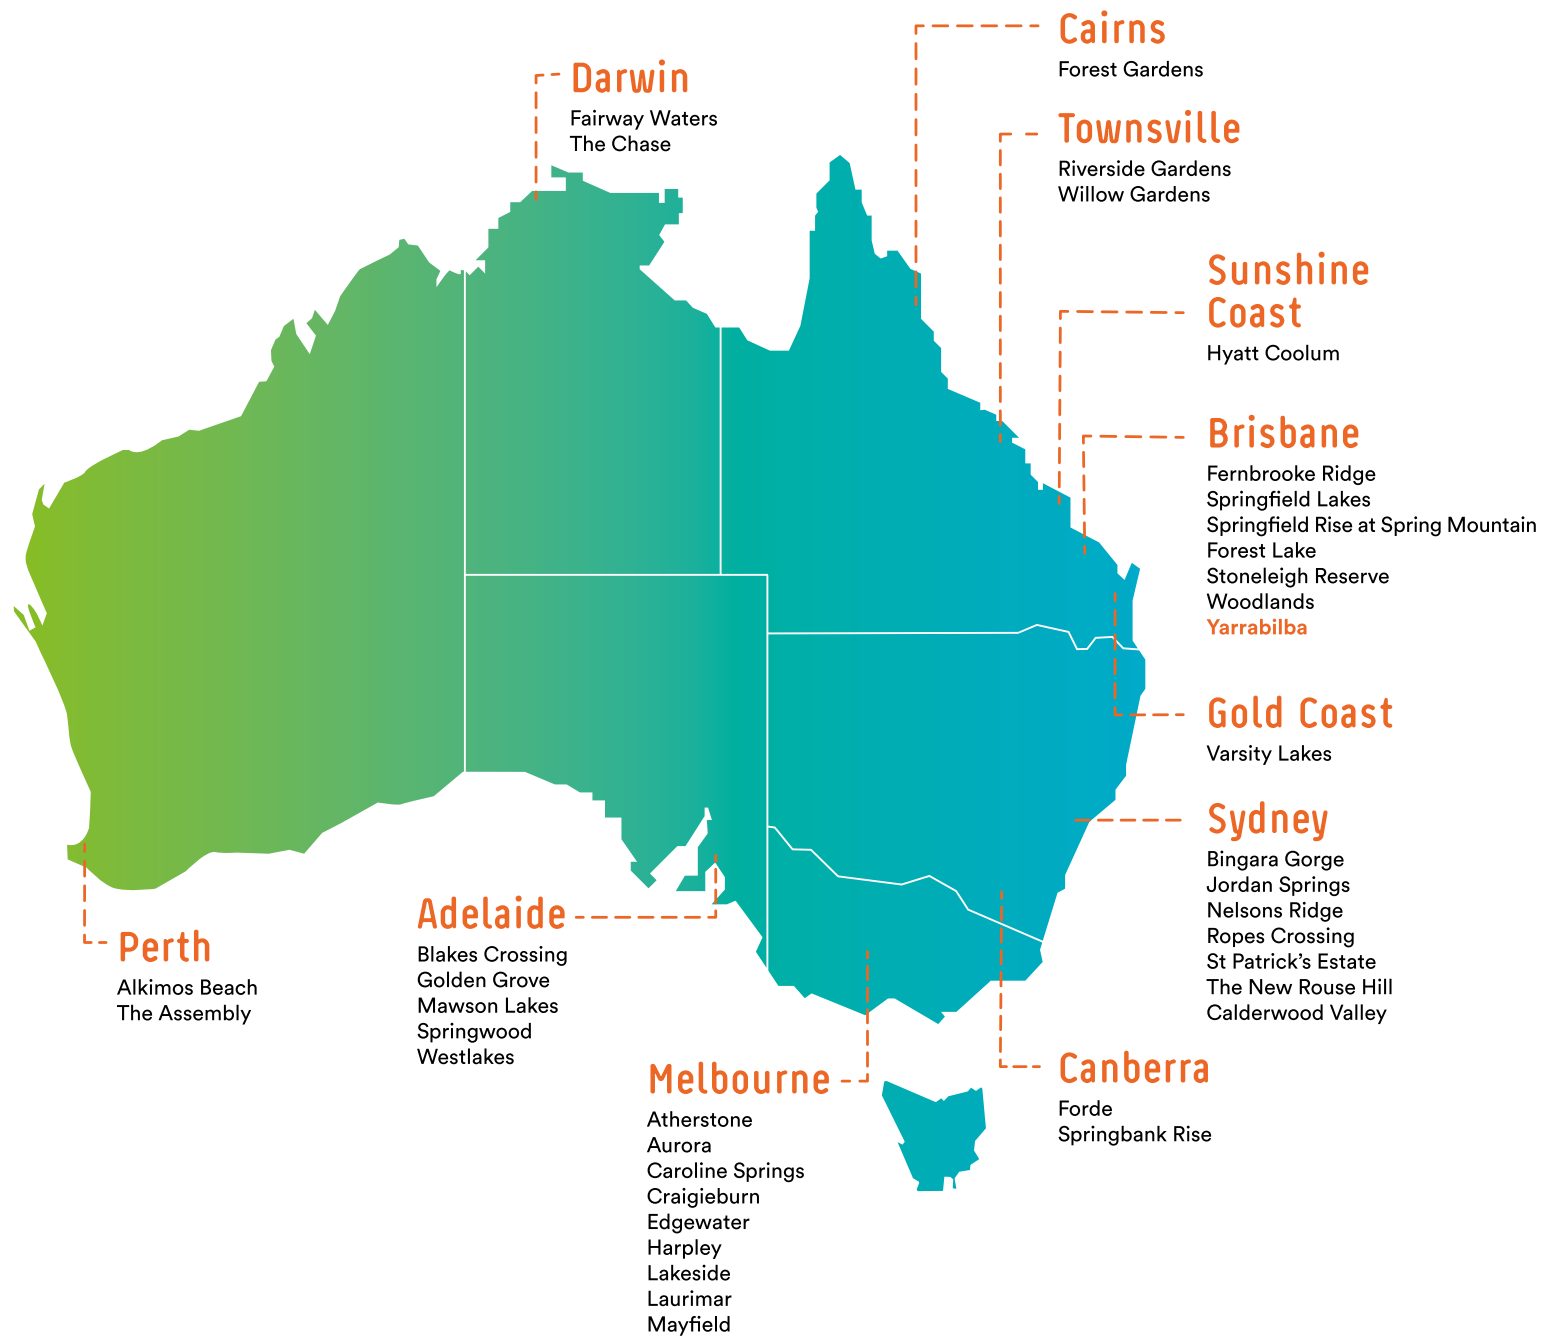 Cairns
Forest Gardens
Darwin
Fairway Waters
The Chase
Townsville
Riverside Gardens
Willow Gardens
Sunshine
Coast
Hyatt Coolum
Brisbane
Fernbrooke Ridge
Springfield Lakes
Springfield Rise at Spring Mountain
Forest Lake
Stoneleigh Reserve
Woodlands
Yarrabilba
Gold Coast
Varsity Lakes
Sydney
Bingara Gorge
Jordan Springs
Nelsons Ridge
Ropes Crossing
St Patrick’s Estate
The New Rouse Hill
Calderwood Valley
Perth
Alkimos Beach
The Assembly
Adelaide
Blakes Crossing
Golden Grove
Mawson Lakes
Springwood
Westlakes
Melbourne
Atherstone
Aurora
Caroline Springs
Craigieburn
Edgewater
Harpley
Lakeside
Laurimar
Mayfield
Canberra
Forde
Springbank Rise